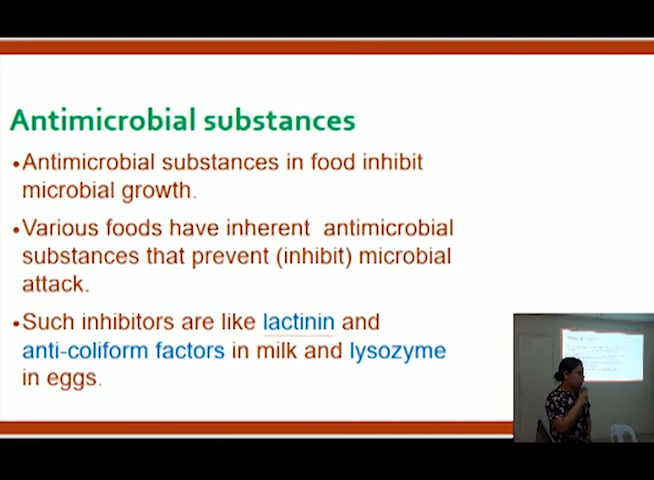 Antimicrobial substances
•Antimicrobial substances in food inhibit
microbial growth.
•Various foods have inherent antimicrobial
substances that prevent (inhibit) microbial
attack.
•Such inhibitors are like lactinin and
anti-coliform factors in milk and lysozyme
in eggs.